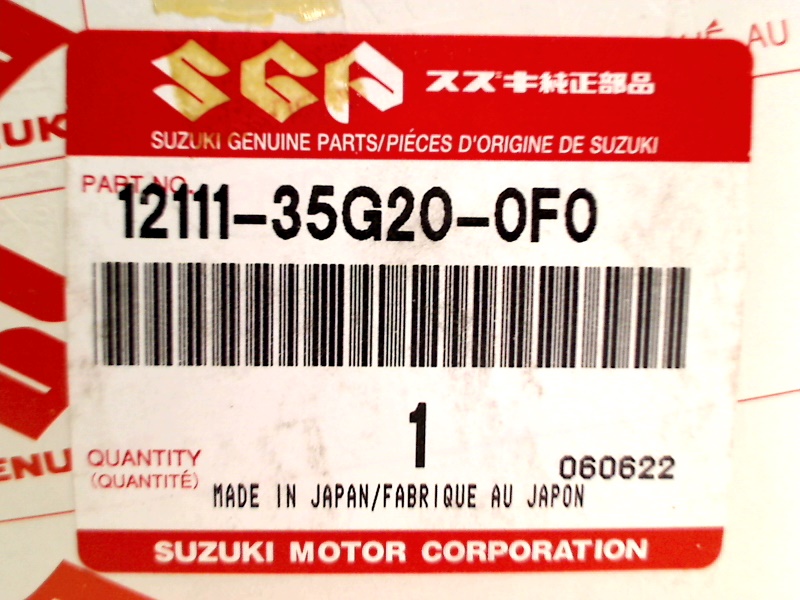 SGP スズキ純正部品
SUZUKI GENUINE PARTS/PIÉCES D'ORIGINE DE SUZUKI
PART NO.
12111-35G20-0F0
1
QUANTITY
(QUANTITÉ)
060622
MADE IN JAPAN/FABRIQUE AU JAPON
SUZUKI MOTOR CORPORATION
AU